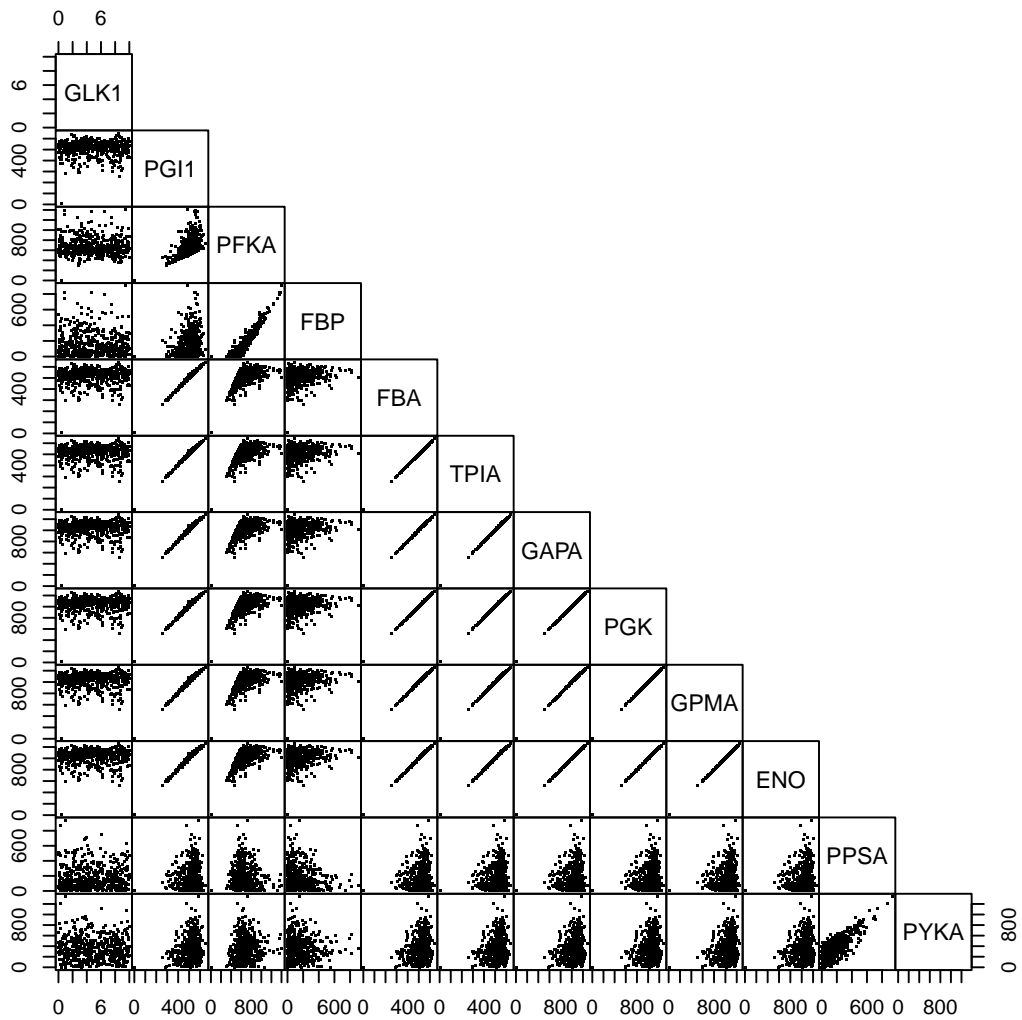 0 6
6 GLK1
0
400 PGI1
0
800 PFKA
0
600 FBP
0
400 FBA
0
400 TPIA
0
800 GAPA
0
800 PGK
0
800 GPMA
0
800 ENO
0
600 PPSA
0
800 PYKA 800
0 0
0 400 0 800 0 600 0 400 0 400 0 800 0 800 0 800 0 800 0 600 0 800